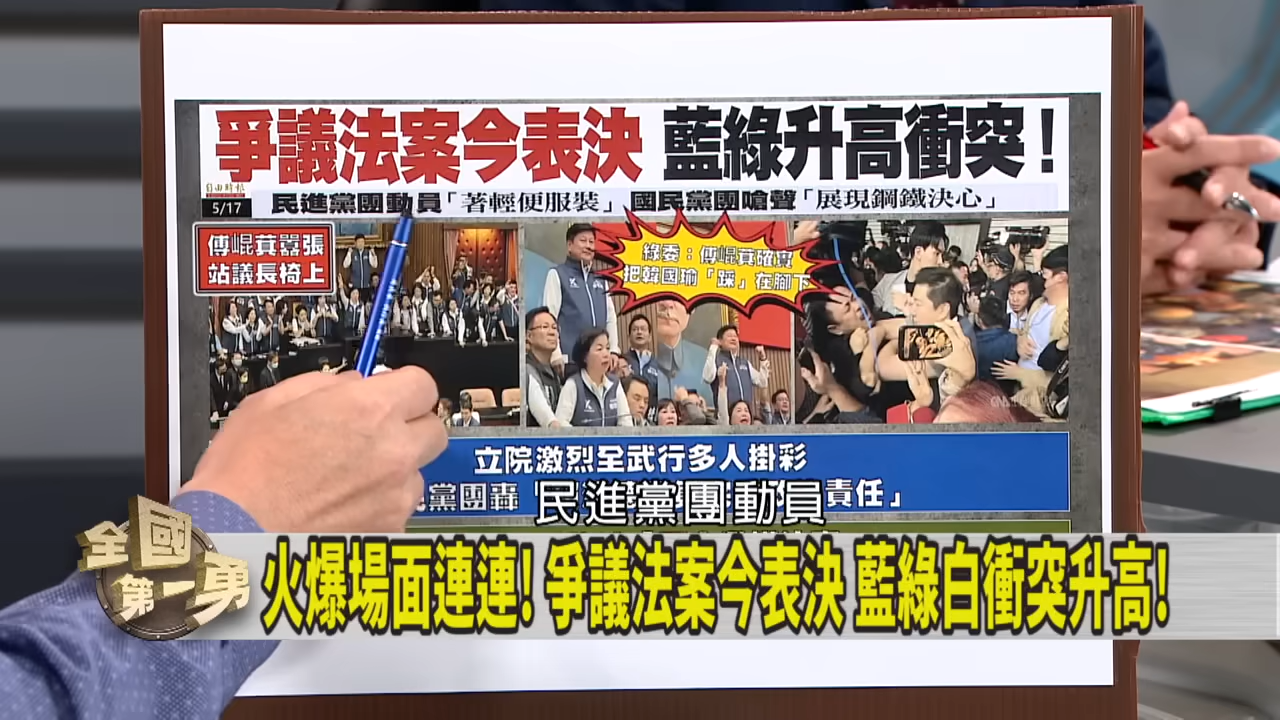 爭議法案今表決 藍綠升高衝突！
自由時報
5/17
民進黨團動員「著輕便服裝」 國民黨團嗆聲「展現鋼鐵決心」
傅崐萁囂張
站議長椅上
綠委：傅崐萁確實
把韓國瑜「踩」在腳下
立院激烈全武行多人掛彩
民黨團轟
責任」
民進黨團動員
全國
第一勇
火爆場面連連！爭議法案今表決 藍綠白衝突升高！